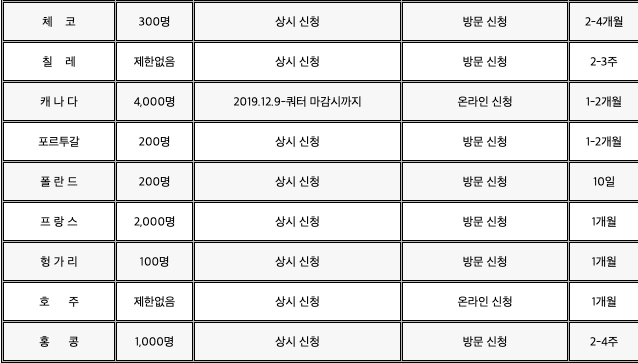 체 코 300명 상시 신청 방문 신청 2-4개월
칠 레 제한없음 상시 신청 방문 신청 2-3주
캐 나 다 4,000명 2019.12.9-쿼터 마감시까지 온라인 신청 1-2개월
포르투갈 200명 상시 신청 방문 신청 1-2개월
폴 란 드 200명 상시 신청 방문 신청 10일
프 랑 스 2,000명 상시 신청 방문 신청 1개월
헝 가 리 100명 상시 신청 방문 신청 1개월
호 주 제한없음 상시 신청 온라인 신청 1개월
홍 콩 1,000명 상시 신청 방문 신청 2-4주